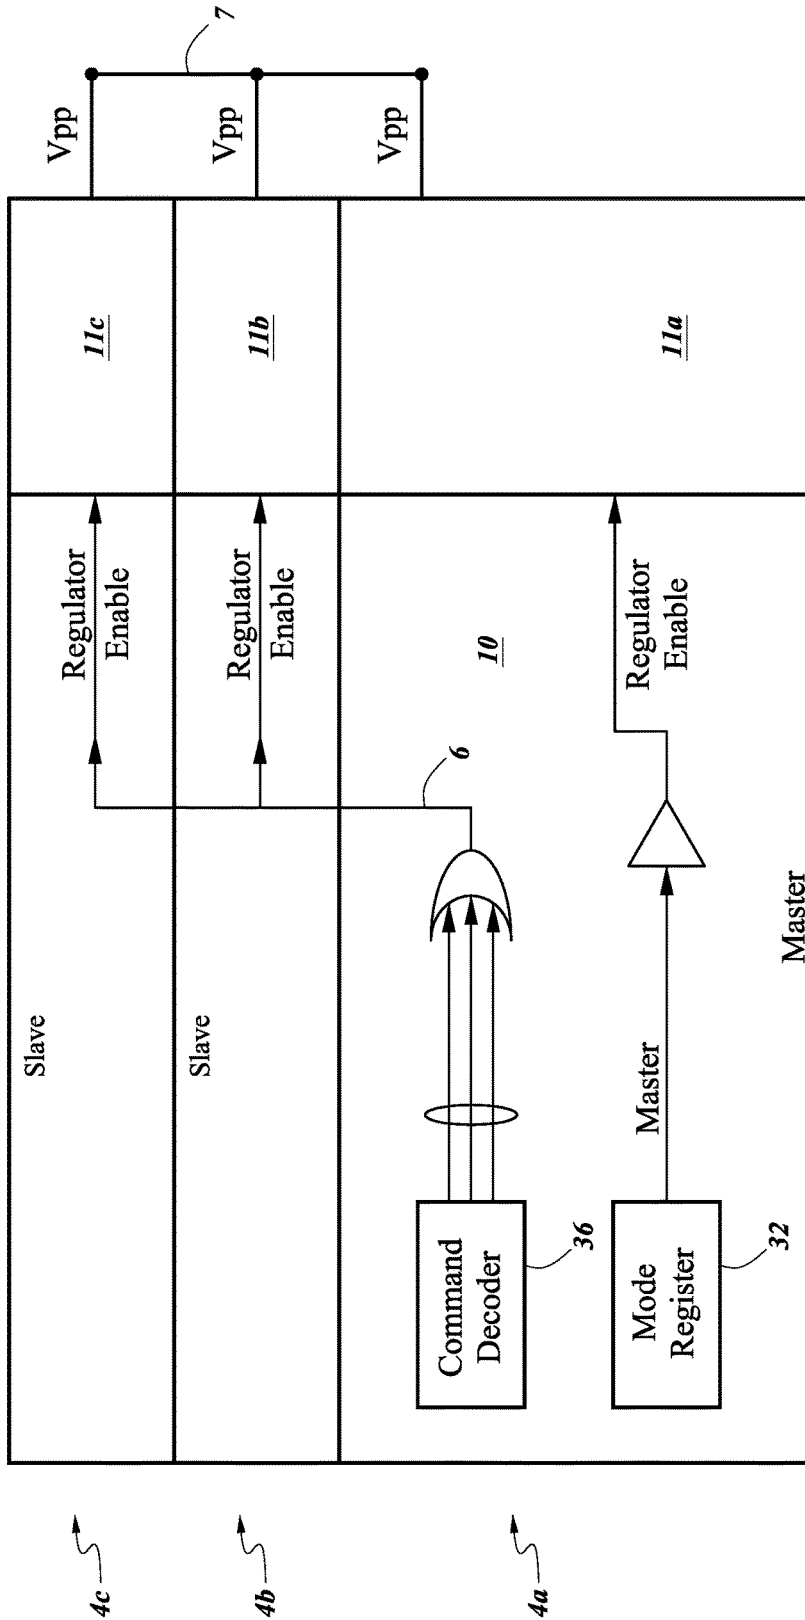 4c
Slave
Regulator
Enable
11c
Vpp
7
4b
Slave
Regulator
Enable
11b
Vpp
4a
Command
Decoder
36
6
10
Vpp
Mode
Register
32
Master
Regulator
Enable
11a
Master